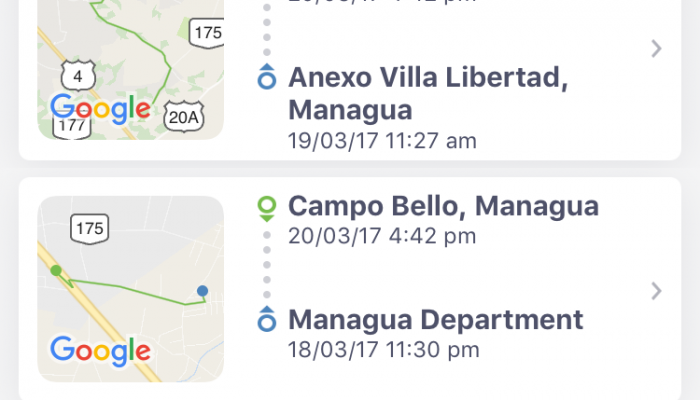 175
4
Google
177
20A
Anexo Villa Libertad,
Managua
19/03/17 11:27 am
175
Google
Campo Bello, Managua
20/03/17 4:42 pm
Managua Department
18/03/17 11:30 pm